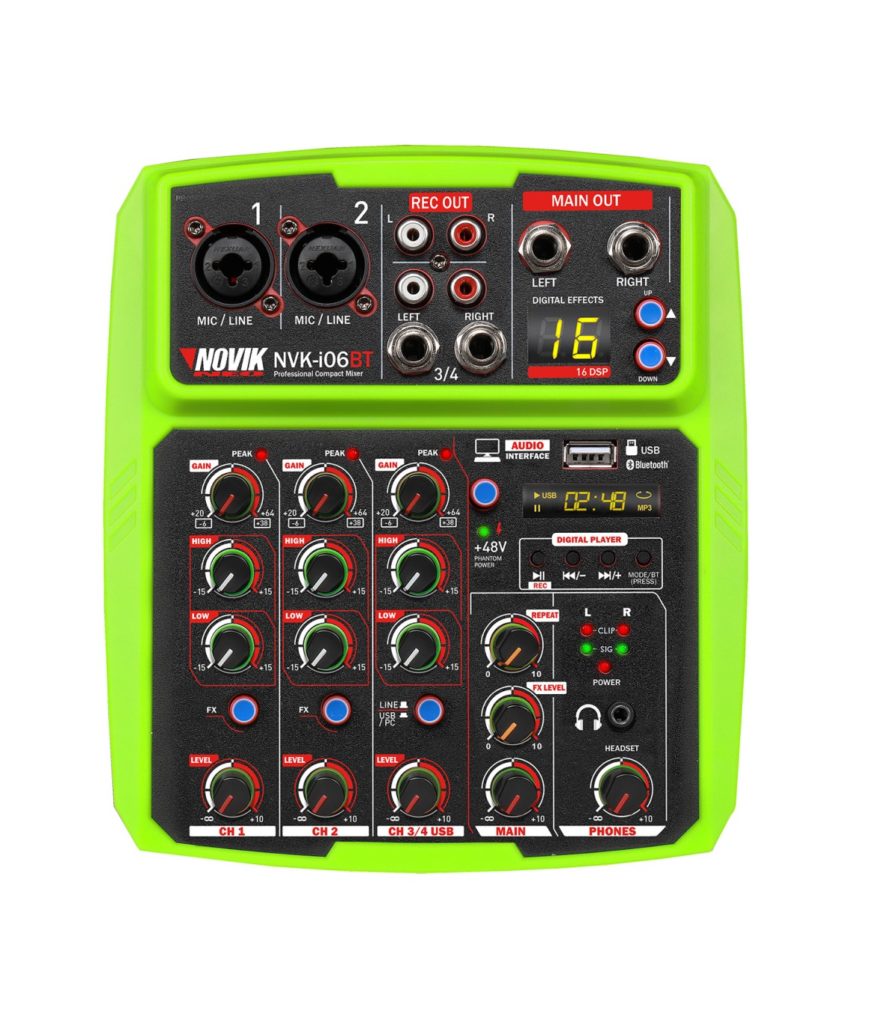 1
2
MIC / LINE
MIC / LINE
REC OUT
L
R
LEFT
RIGHT
3/4
MAIN OUT
LEFT
RIGHT
DIGITAL EFFECTS
16
16 DSP
UP
DOWN
NOVIK
NEO
NVK-i06BT
Professional Compact Mixer
PEAK
GAIN
+20
+64
-6
+38
HIGH
-15
+15
LOW
-15
+15
FX
LEVEL
-∞
+10
CH 1
PEAK
GAIN
+20
+64
-6
+38
HIGH
-15
+15
LOW
-15
+15
FX
LEVEL
-∞
+10
CH 2
PEAK
GAIN
+20
+64
-6
+38
HIGH
-15
+15
LOW
-15
+15
LINE
USB
/ PC
LEVEL
-∞
+10
CH 3/4 USB
AUDIO
INTERFACE
USB
Bluetooth
+48V
PHANTOM
POWER
USB
02:48
MP3
DIGITAL PLAYER
REC
/–
/+
MODE/BT
(PRESS)
REPEAT
0
10
FX LEVEL
0
10
-∞
+10
MAIN
L
R
CLIP
SIG
POWER
HEADSET
-∞
+10
PHONES